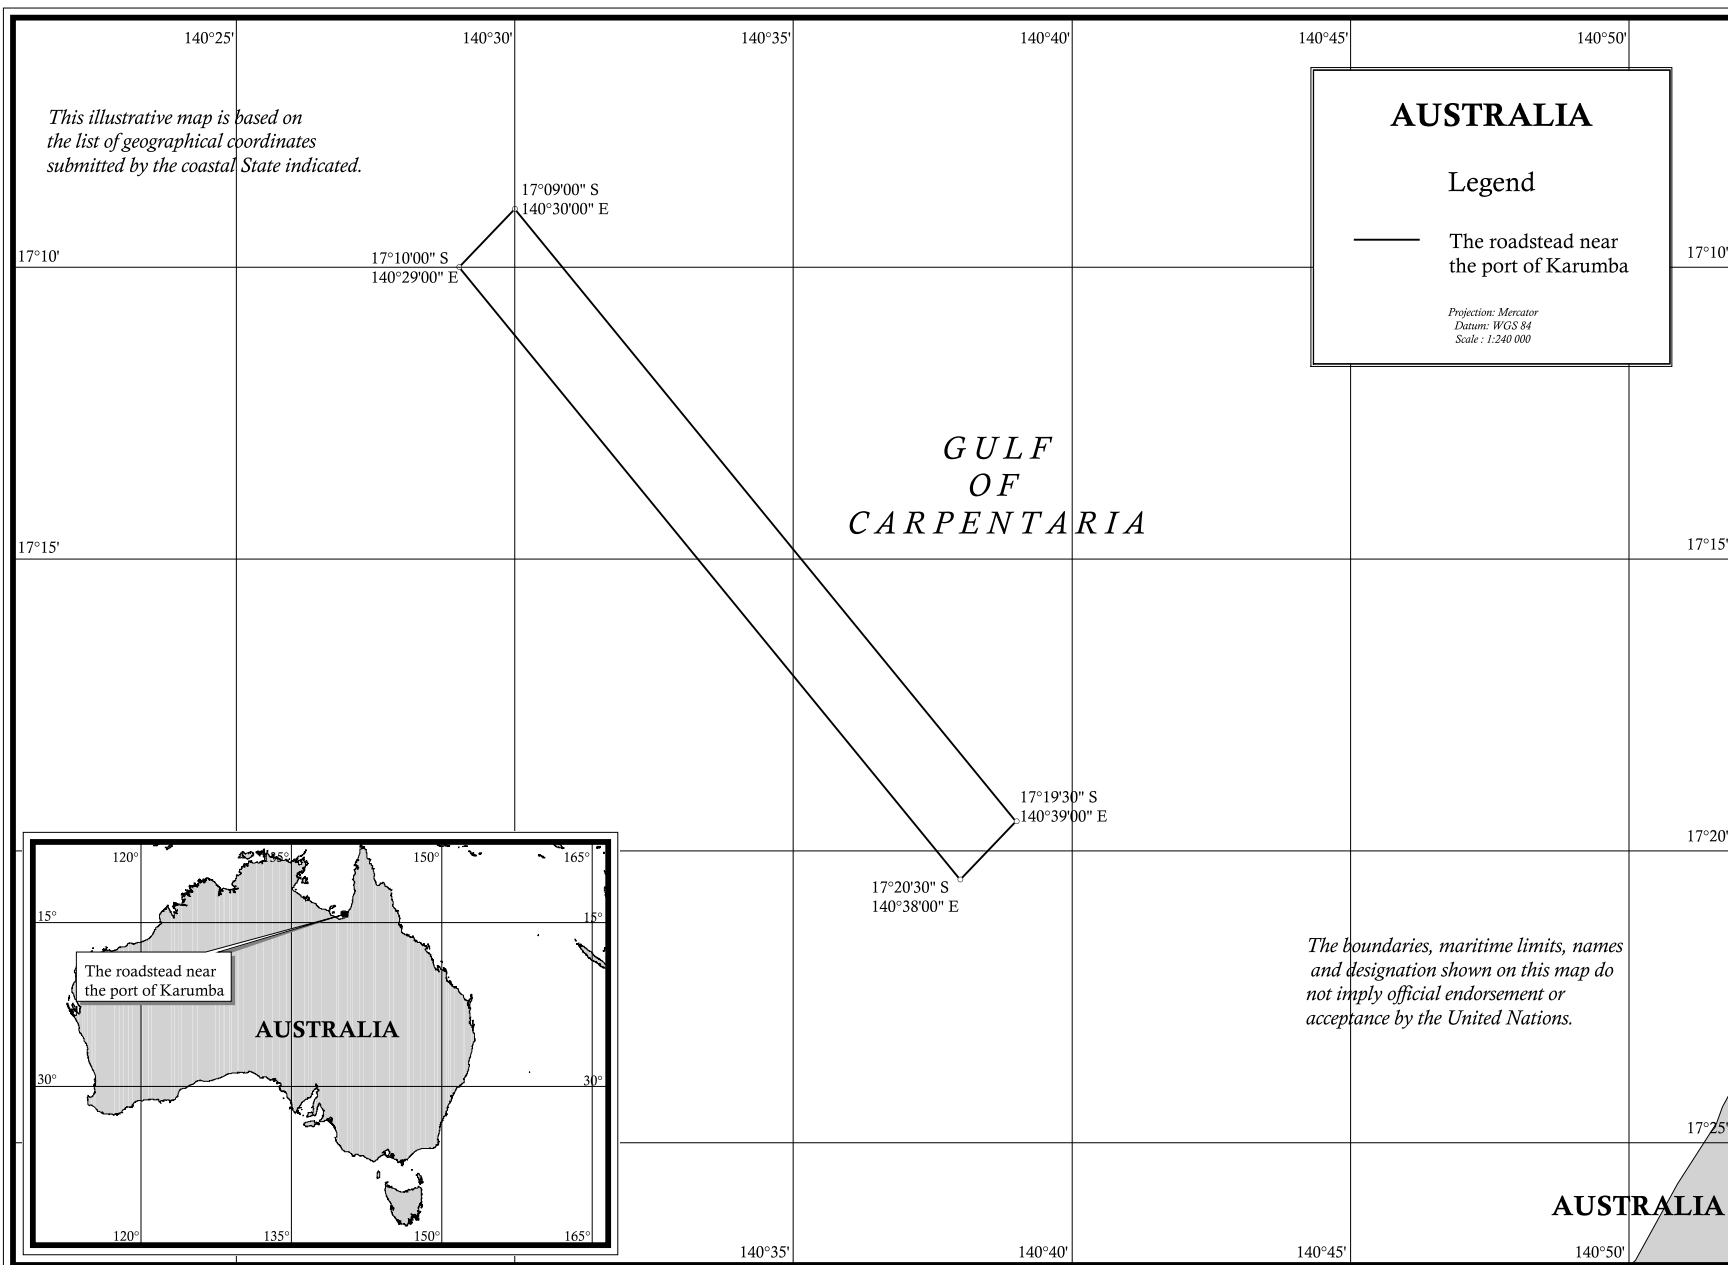 140°25'
140°30'
140°35'
140°40'
140°45'
140°50'
This illustrative map is based on
the list of geographical coordinates
submitted by the coastal State indicated.
AUSTRALIA
Legend
The roadstead near
the port of Karumba
Projection: Mercator
Datum: WGS 84
Scale : 1:240 000
17°09'00" S
140°30'00" E
17°10'
17°10'00" S
140°29'00" E
17°10'
GULF
OF
CARPENTARIA
17°15'
17°15'
17°19'30" S
140°39'00" E
17°20'
17°20'30" S
140°38'00" E
120°
135°
150°
165°
15°
15°
The roadstead near
the port of Karumba
AUSTRALIA
30°
30°
120°
135°
150°
165°
The boundaries, maritime limits, names
and designation shown on this map do
not imply official endorsement or
acceptance by the United Nations.
17°25'
AUSTRALIA
140°35'
140°40'
140°45'
140°50'